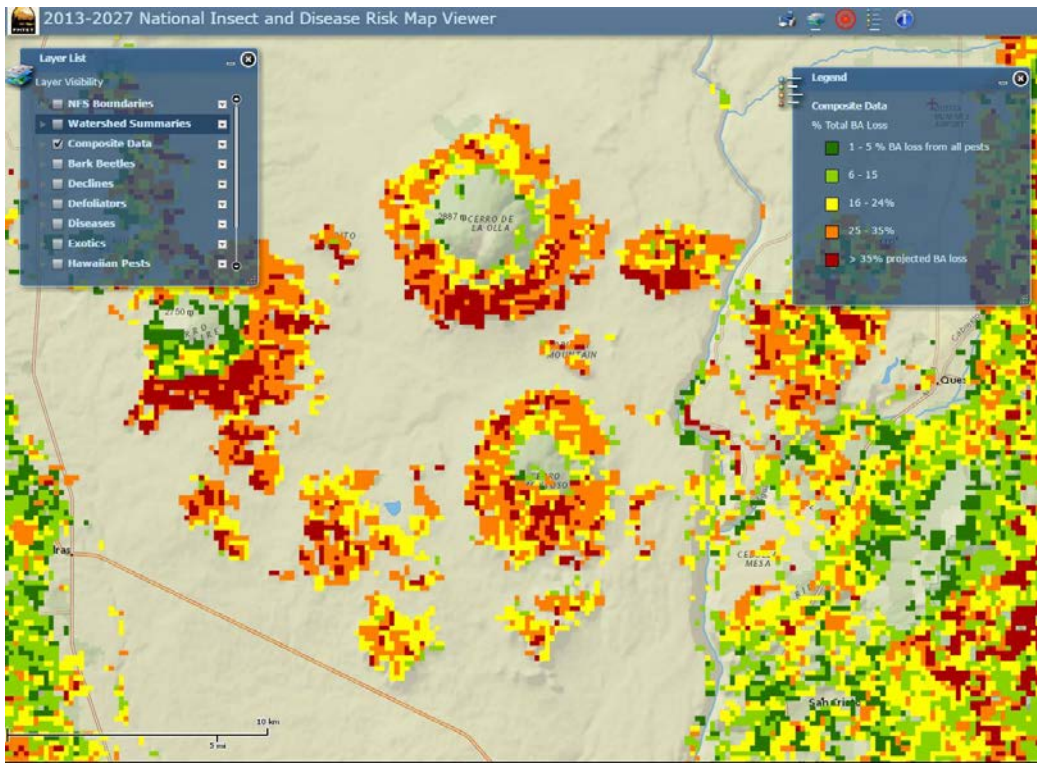 2013-2027 National Insect and Disease Risk Map Viewer
Layer List
Layer Visibility
NFS Boundaries
Watershed Summaries
Composite Data
Bark Beetles
Declines
Defoliators
Diseases
Exotics
Hawaiian Pests
Legend
Composite Data
% Total BA Loss
1 - 5 % BA loss from all pests
6 - 15
16 - 24%
25 - 35%
> 35% projected BA loss
2887 m
CERRO DE
LA OLLA
2750 m
MOUNTAIN
Ques
MESA
10 km
5 mi